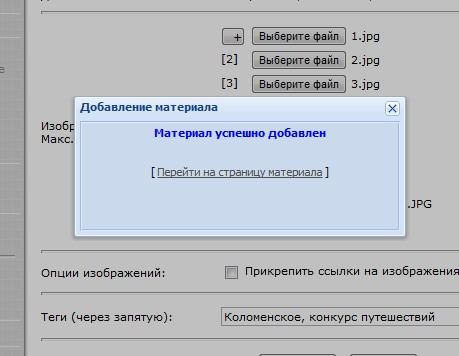 + Выберите файл 1.jpg
[2] Выберите файл 2.jpg
[3] Выберите файл 3.jpg
Добавление материала
Материал успешно добавлен
Изобр
Макс.
[ Перейти на страницу материала ]
.JPG
Опции изображений: Прикрепить ссылки на изображения
Теги (через запятую): Коломенское, конкурс путешествий